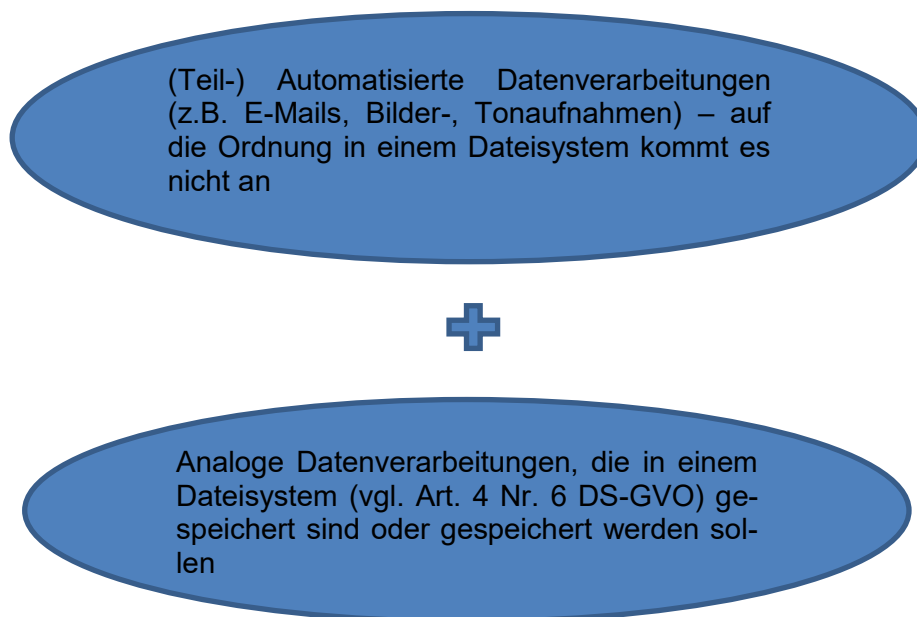 (Teil-) Automatisierte Datenverarbeitungen
(z.B. E-Mails, Bilder-, Tonaufnahmen) – auf
die Ordnung in einem Dateisystem kommt es
nicht an
Analoge Datenverarbeitungen, die in einem
Dateisystem (vgl. Art. 4 Nr. 6 DS-GVO) ge-
speichert sind oder gespeichert werden sol-
len